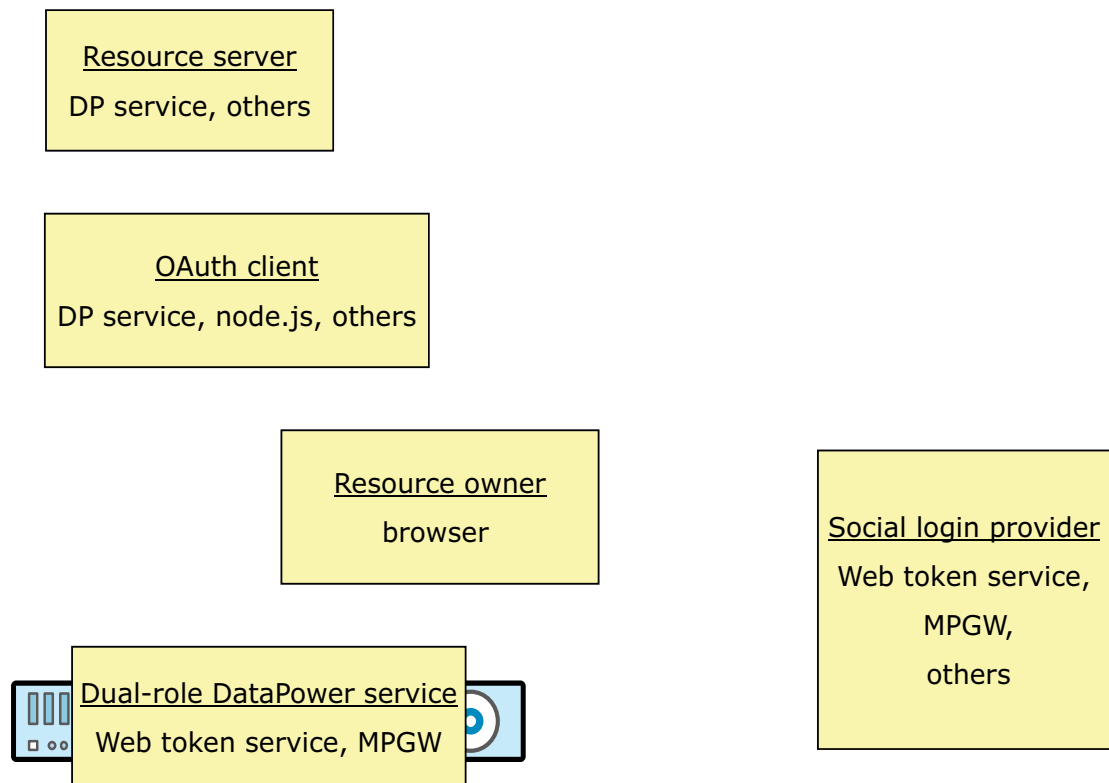 Resource server
DP service, others
OAuth client
DP service, node.js, others
Resource owner
browser
Social login provider
Web token service,
MPGW,
others
Dual-role DataPower service
Web token service, MPGW